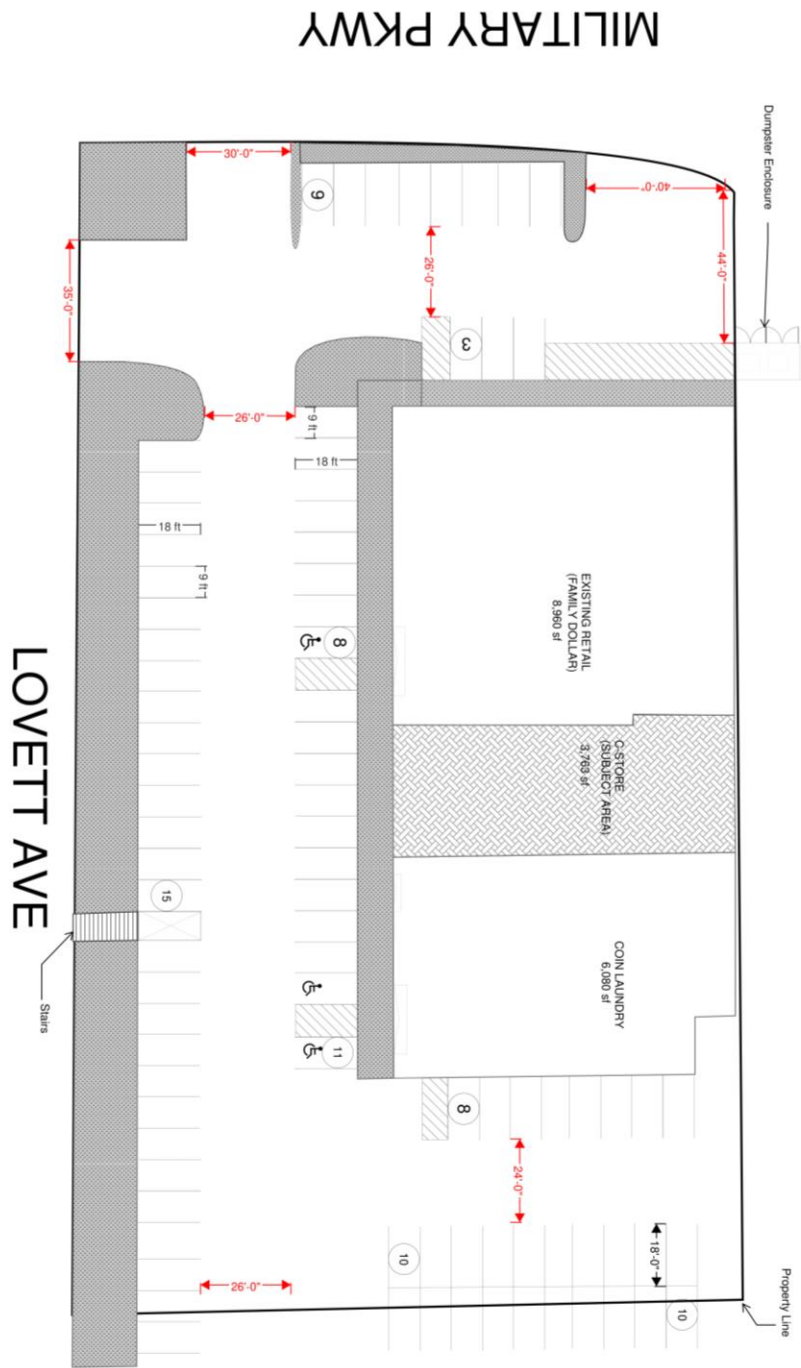 MILITARY PKWY
Dumpster Enclosure
30'-0"
40'-0"
9
44'-0"
26'-0"
35'-0"
3
26'-0"
9 ft
18 ft
18 ft
9 ft
EXISTING RETAIL
(FAMILY DOLLAR)
8,960 sf
8
LOVETT AVE
C-STORE
(SUBJECT AREA)
3,763 sf
15
Stairs
COIN LAUNDRY
6,080 sf
11
8
24'-0"
18'-0"
10
10
26'-0"
Property Line